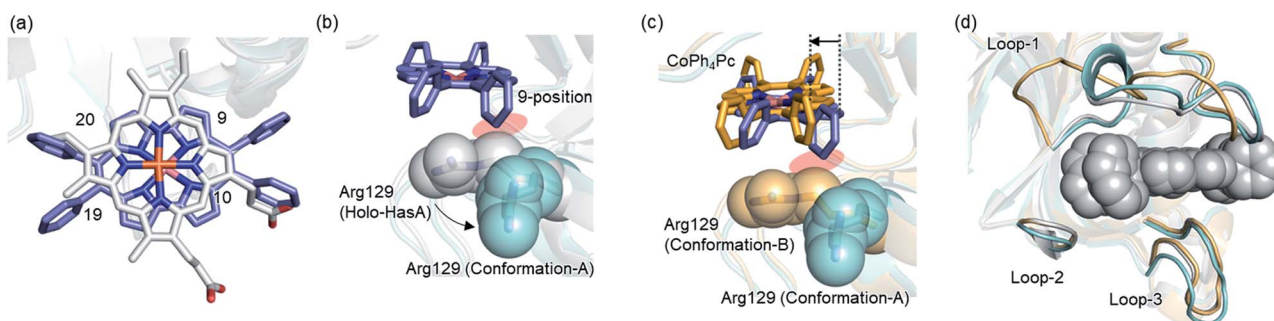 (a)
20
9
19
10
(b)
9-position
Arg129
(Holo-HasA)
Arg129 (Conformation-A)
(c)
CoPh₄Pc
Arg129
(Conformation-B)
Arg129 (Conformation-A)
(d)
Loop-1
Loop-2
Loop-3